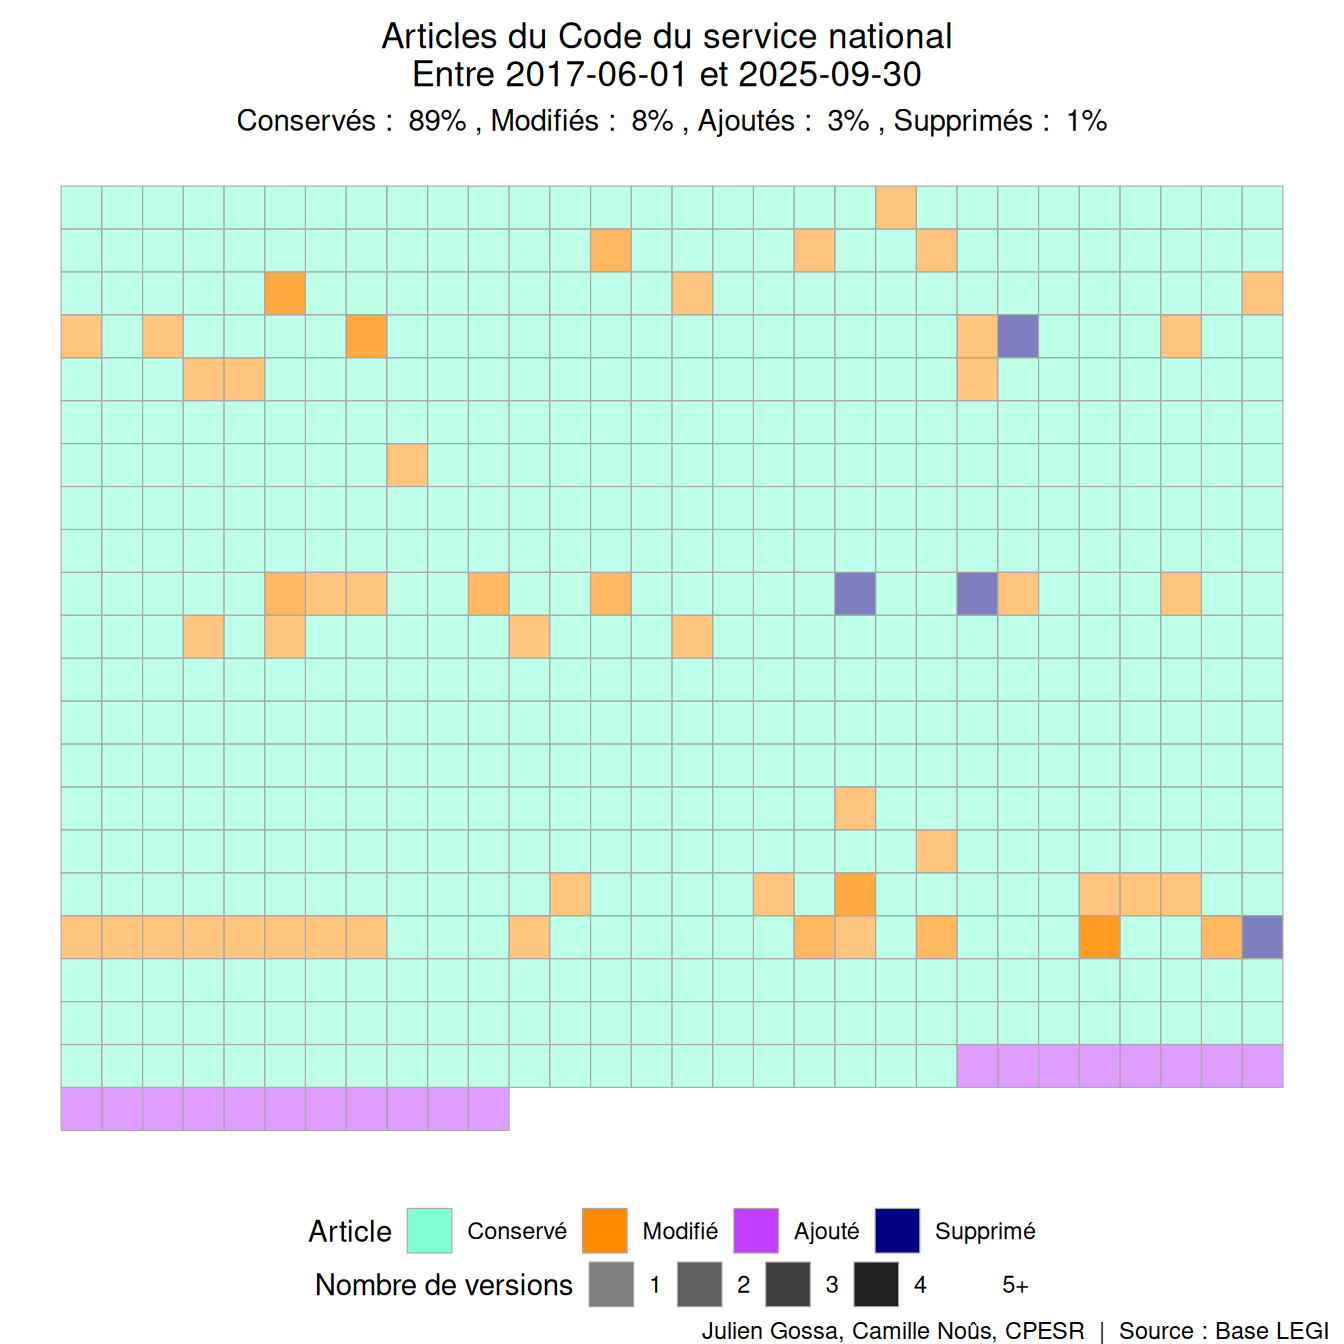 Articles du Code du service national
Entre 2017-06-01 et 2025-09-30
Conservés :  89% , Modifiés :  8% , Ajoutés :  3% , Supprimés :  1%
Article Conservé Modifié Ajouté Supprimé
Nombre de versions 1 2 3 4 5+
Julien Gossa, Camille Noûs, CPESR | Source : Base LEGI